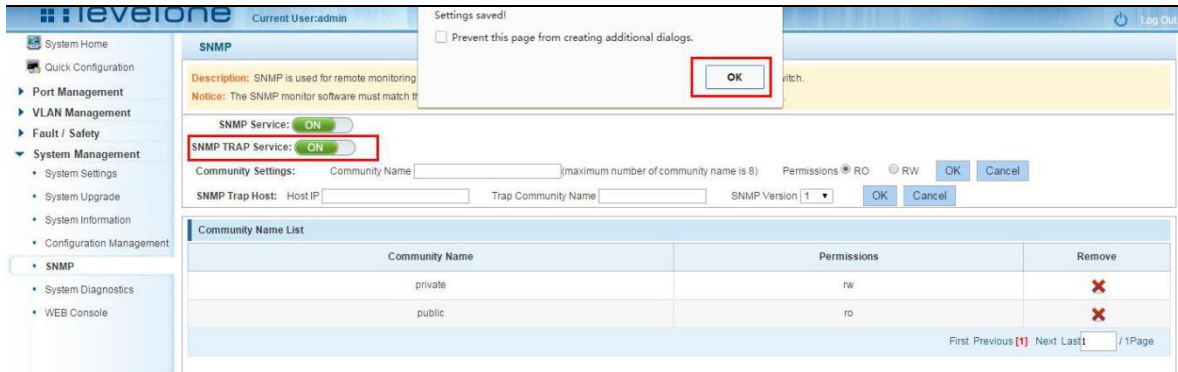 levelone Current User:admin
Log Out
Settings saved!
Prevent this page from creating additional dialogs.
OK
System Home
Quick Configuration
Port Management
VLAN Management
Fault / Safety
System Management
System Settings
System Upgrade
System Information
Configuration Management
SNMP
System Diagnostics
WEB Console
SNMP
Description: SNMP is used for remote monitoring
Notice: The SNMP monitor software must match
SNMP Service: ON
SNMP TRAP Service: ON
Community Settings: Community Name (maximum number of community name is 8) Permissions RO RW OK Cancel
SNMP Trap Host: Host IP Trap Community Name SNMP Version 1 OK Cancel
Community Name List
Community Name Permissions Remove
private rw
public ro
First Previous [1] Next Last 1 / 1Page